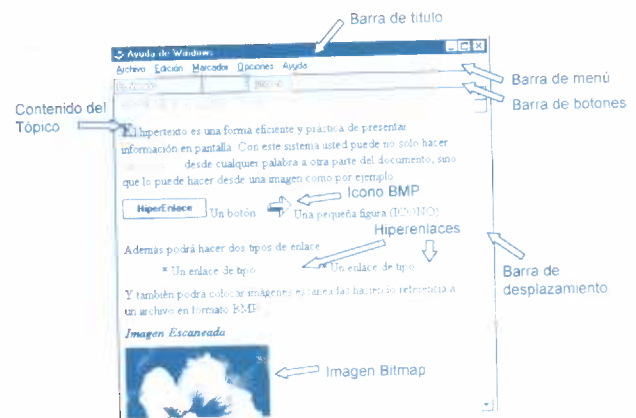 Barra de titulo
Ayuda de Windows
Archivo Edición Marcador Opciones Ayuda
Barra de menú
Barra de botones
Contenido del
Tòpico
El hipertexto es una forma eficiente y práctica de presentar
información en pantalla. Con este sistema usted puede no solo hacer
desde cualquier palabra a otra parte del documento, sino
que lo puede hacer desde una imagen como por ejemplo
Icono BMP
HiperEnlace Un botón Una pequeña figura (ICONO)
Hiperenlaces
Además podrá hacer dos tipos de enlace
* Un enlace de tipo * Un enlace de tipo
Barra de
desplazamiento
Y también podrá colocar imágenes escaneadas haciendo referencia a
un archivo en formato BMP
Imagen Escaneada
Imagen Bitmap